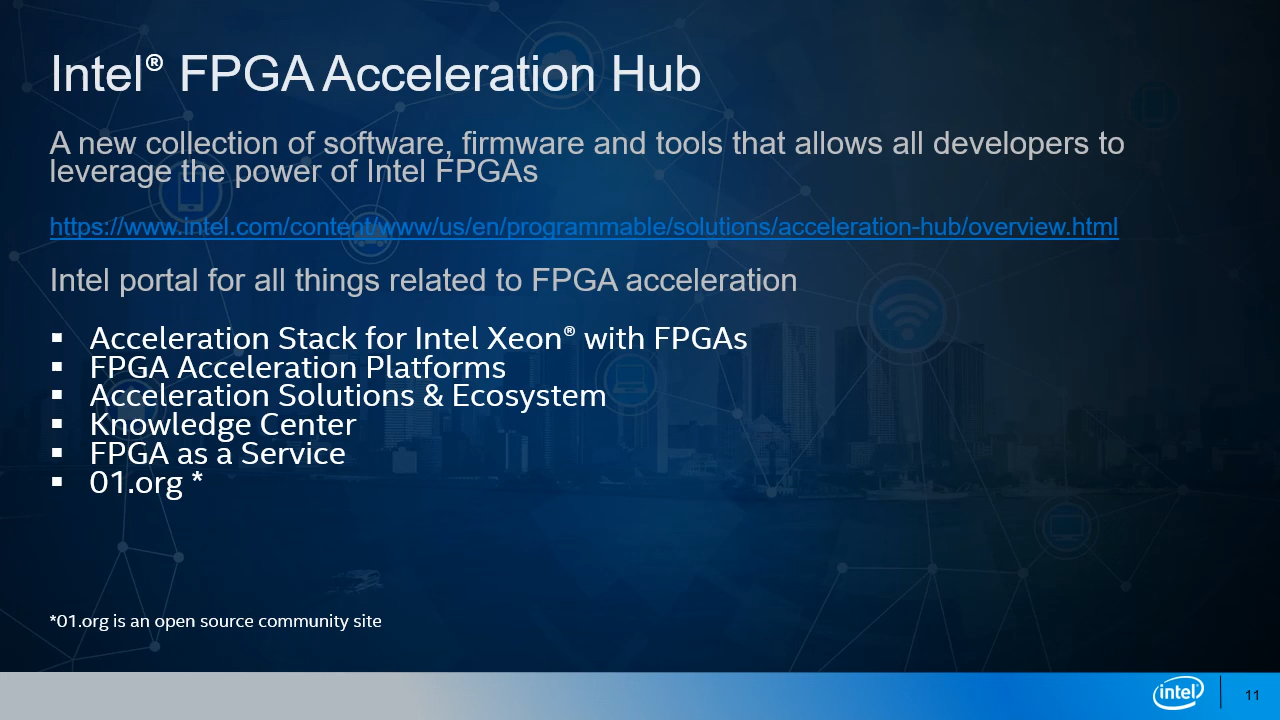 Intel® FPGA Acceleration Hub
A new collection of software, firmware and tools that allows all developers to
leverage the power of Intel FPGAs
https://www.intel.com/content/www/us/en/programmable/solutions/acceleration-hub/overview.html
Intel portal for all things related to FPGA acceleration
▪ Acceleration Stack for Intel Xeon® with FPGAs
▪ FPGA Acceleration Platforms
▪ Acceleration Solutions & Ecosystem
▪ Knowledge Center
▪ FPGA as a Service
▪ 01.org *
*01.org is an open source community site
intel
11